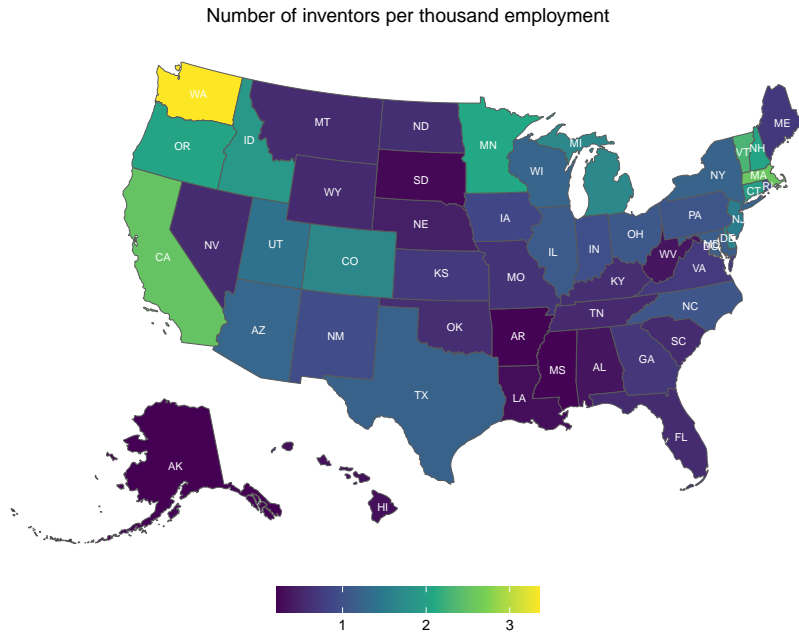 Number of inventors per thousand employment
WA
MT
ND
MN
MI
ME
OR
ID
WI
VT
NH
WY
SD
NY
MA
CT
R
NV
NE
IA
PA
NJ
CA
UT
CO
IL
IN
OH
DE
KS
MO
WV
VA
KY
AZ
NM
OK
AR
TN
NC
TX
LA
MS
AL
GA
SC
FL
AK
HI
1 2 3